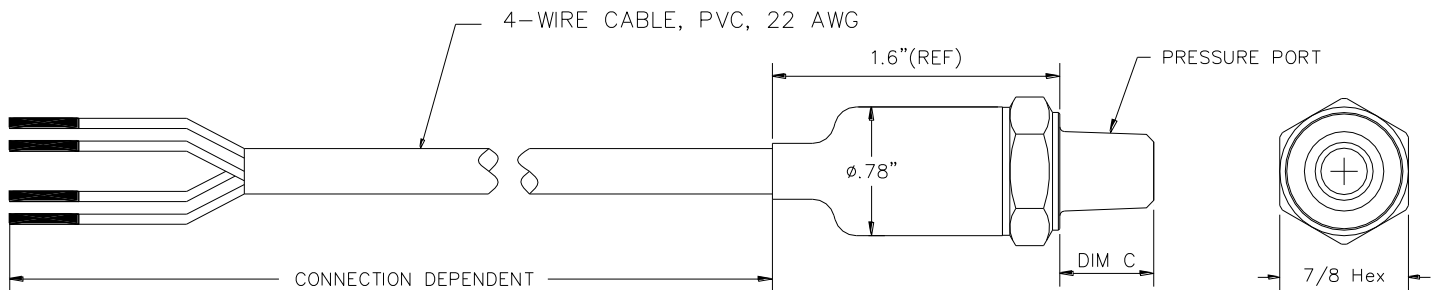 4-WIRE CABLE, PVC, 22 AWG
1.6”(REF)
PRESSURE PORT
ø.78”
DIM C
CONNECTION DEPENDENT
7/8 Hex